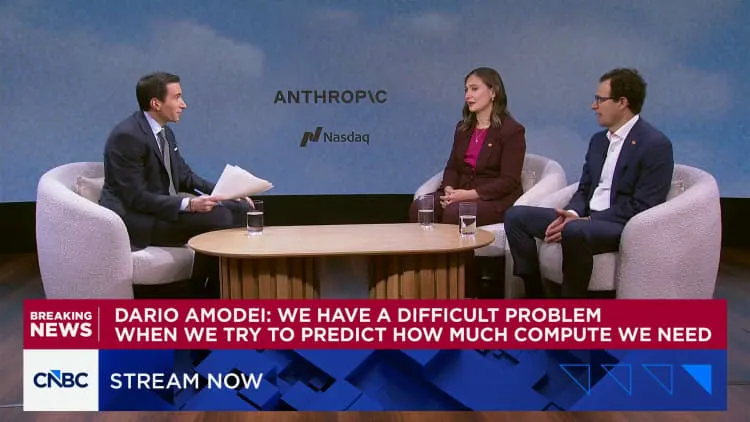 ANTHROP\C
Nasdaq
BREAKING
NEWS
DARIO AMODEI: WE HAVE A DIFFICULT PROBLEM
WHEN WE TRY TO PREDICT HOW MUCH COMPUTE WE NEED
CNBC
STREAM NOW